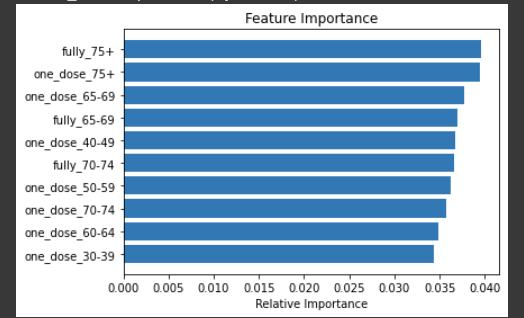 Feature Importance
fully_75+
one_dose_75+
one_dose_65-69
fully_65-69
one_dose_40-49
fully_70-74
one_dose_50-59
one_dose_70-74
one_dose_60-64
one_dose_30-39
0.000 0.005 0.010 0.015 0.020 0.025 0.030 0.035 0.040
Relative Importance